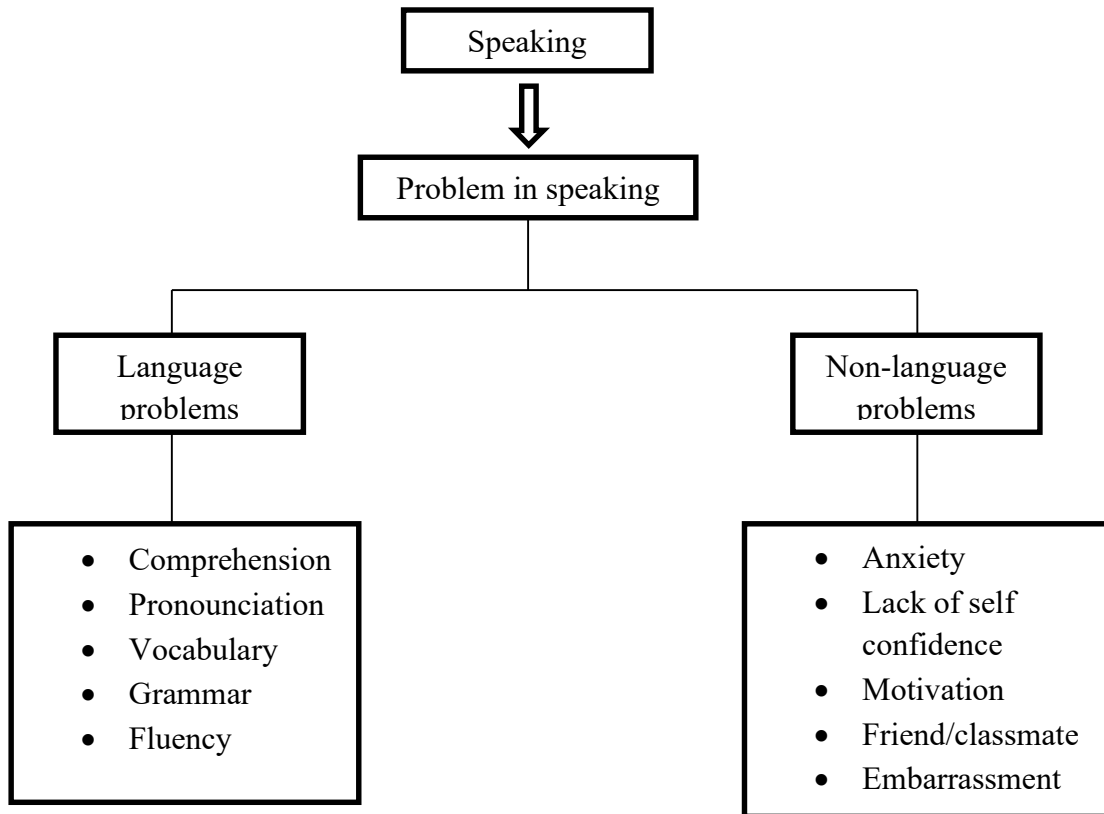 Speaking
Problem in speaking
Language
problems
Non-language
problems
• Comprehension
• Pronounciation
• Vocabulary
• Grammar
• Fluency
• Anxiety
• Lack of self
confidence
• Motivation
• Friend/classmate
• Embarrassment